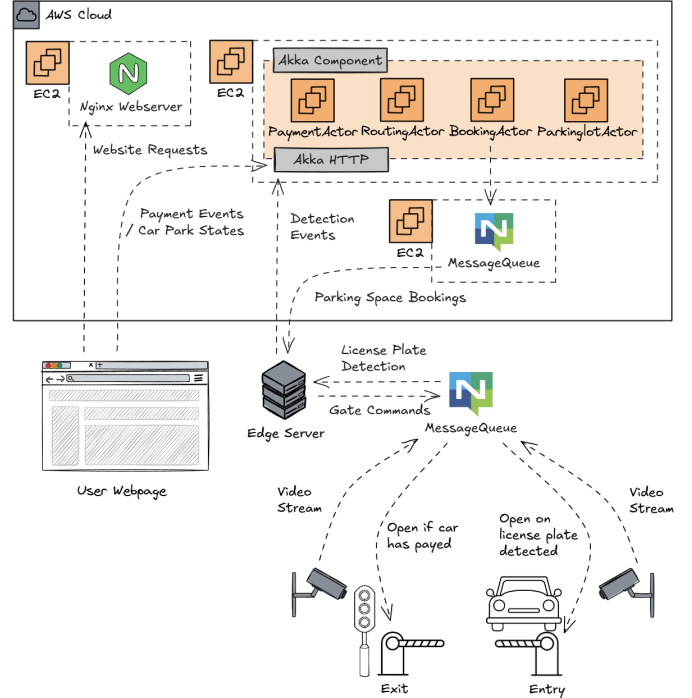 AWS Cloud
EC2
Nginx Webserver
EC2
Akka Component
PaymentActor
RoutingActor
BookingActor
ParkinglotActor
Akka HTTP
Website Requests
Payment Events
/ Car Park States
Detection
Events
EC2
MessageQueue
Parking Space Bookings
License Plate
Detection
Gate Commands
Edge Server
MessageQueue
User Webpage
Video
Stream
Open if car
has payed
Open on
license plate
detected
Video
Stream
Exit
Entry